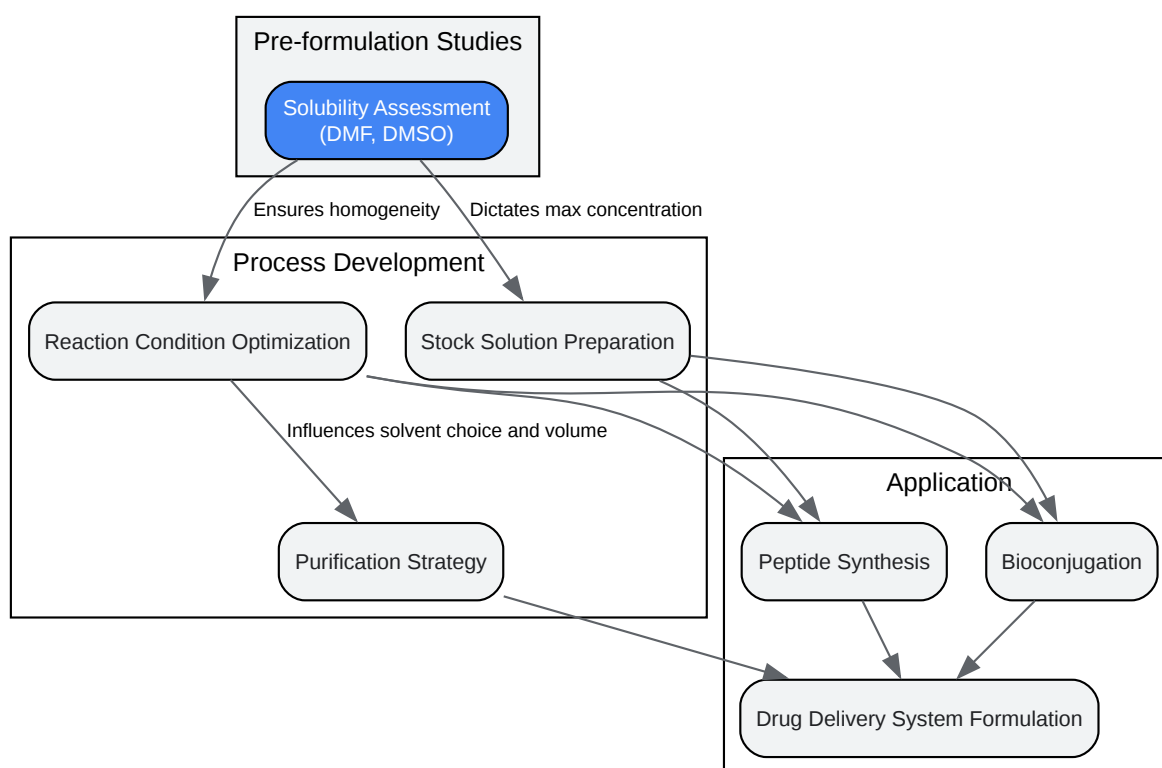 Pre-formulation Studies
Solubility Assessment
(DMF, DMSO)
Ensures homogeneity
Dictates max concentration
Process Development
Reaction Condition Optimization
Stock Solution Preparation
Influences solvent choice and volume
Application
Purification Strategy
Peptide Synthesis
Bioconjugation
Drug Delivery System Formulation